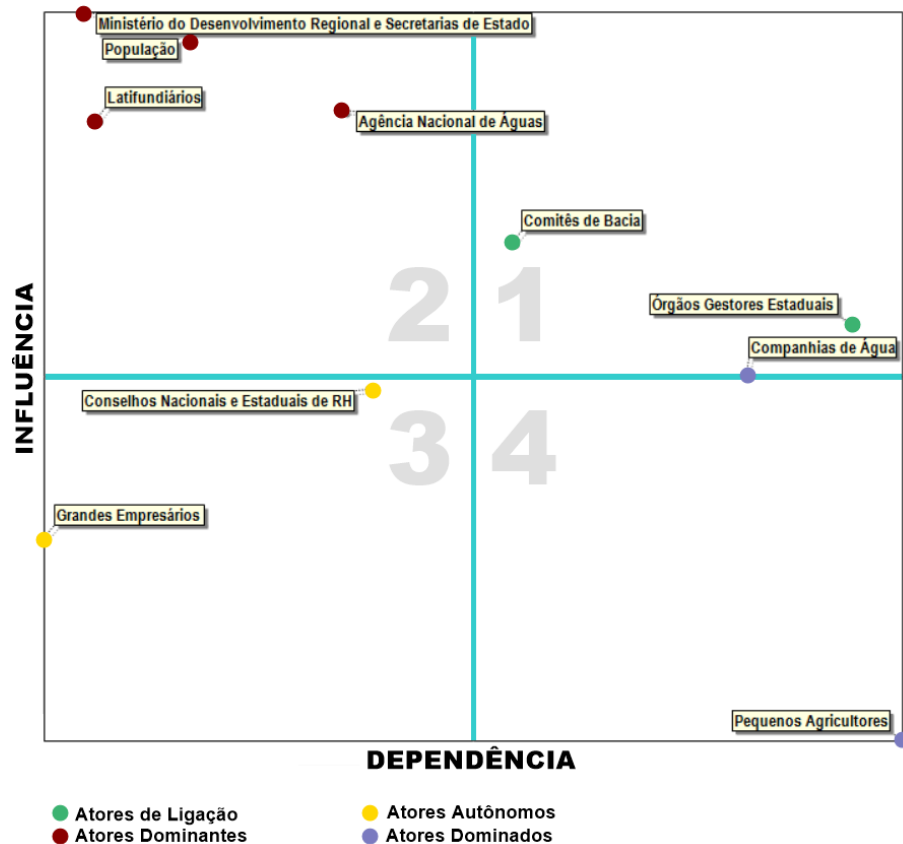 Ministério do Desenvolvimento Regional e Secretarias de Estado
População
Latifundiários
Agência Nacional de Águas
Comitês de Bacia
Órgãos Gestores Estaduais
Companhias de Água
2 1
3 4
Conselhos Nacionais e Estaduais de RH
Grandes Empresários
Pequenos Agricultores
INFLUÊNCIA
DEPENDÊNCIA
Atores de Ligação
Atores Autônomos
Atores Dominantes
Atores Dominados